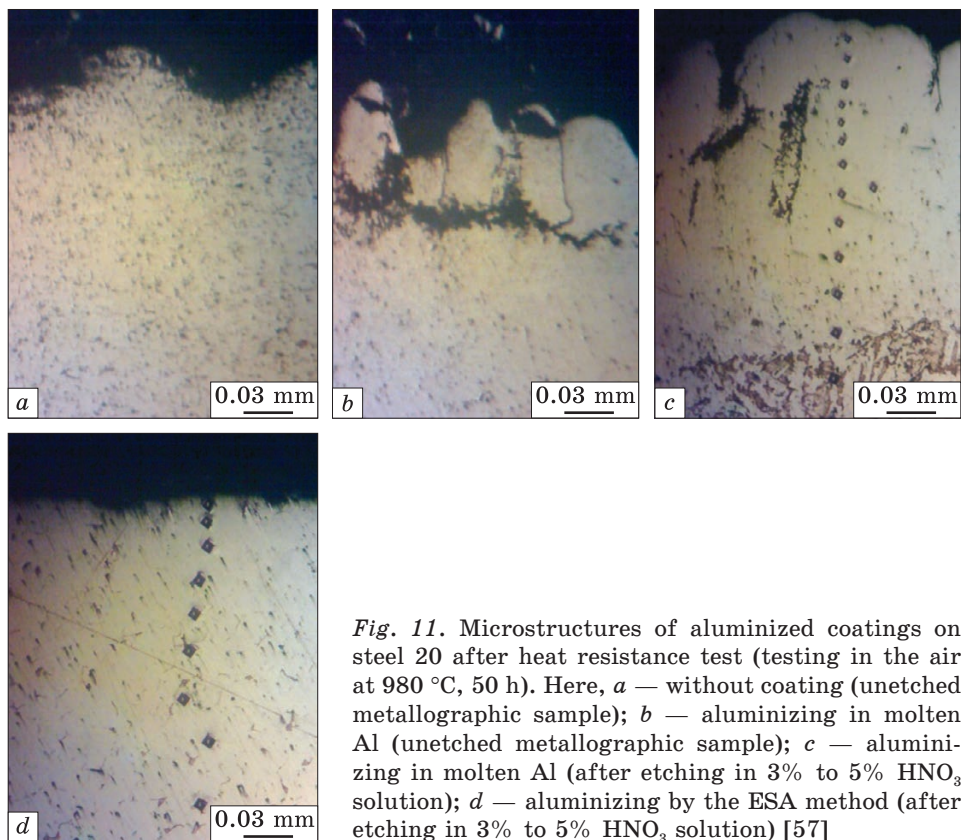 a
0.03 mm
b
0.03 mm
c
0.03 mm
d
0.03 mm
Fig. 11. Microstructures of aluminized coatings on
steel 20 after heat resistance test (testing in the air
at 980 °C, 50 h). Here, a — without coating (unetched
metallographic sample); b — aluminizing in molten
Al (unetched metallographic sample); c — alumini-
zing in molten Al (after etching in 3% to 5% HNO₃
solution); d — aluminizing by the ESA method (after
etching in 3% to 5% HNO₃ solution) [57]